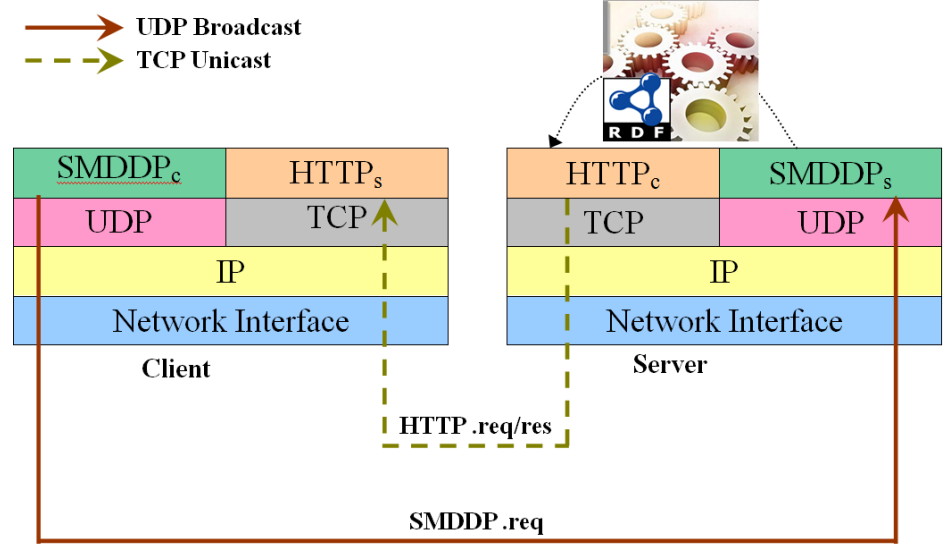 UDP Broadcast
TCP Unicast
RDF
SMDDPc
HTTPs
HTTPc
SMDDPs
UDP
TCP
TCP
UDP
IP
IP
Network Interface
Network Interface
Client
Server
HTTP .req/res
SMDDP .req